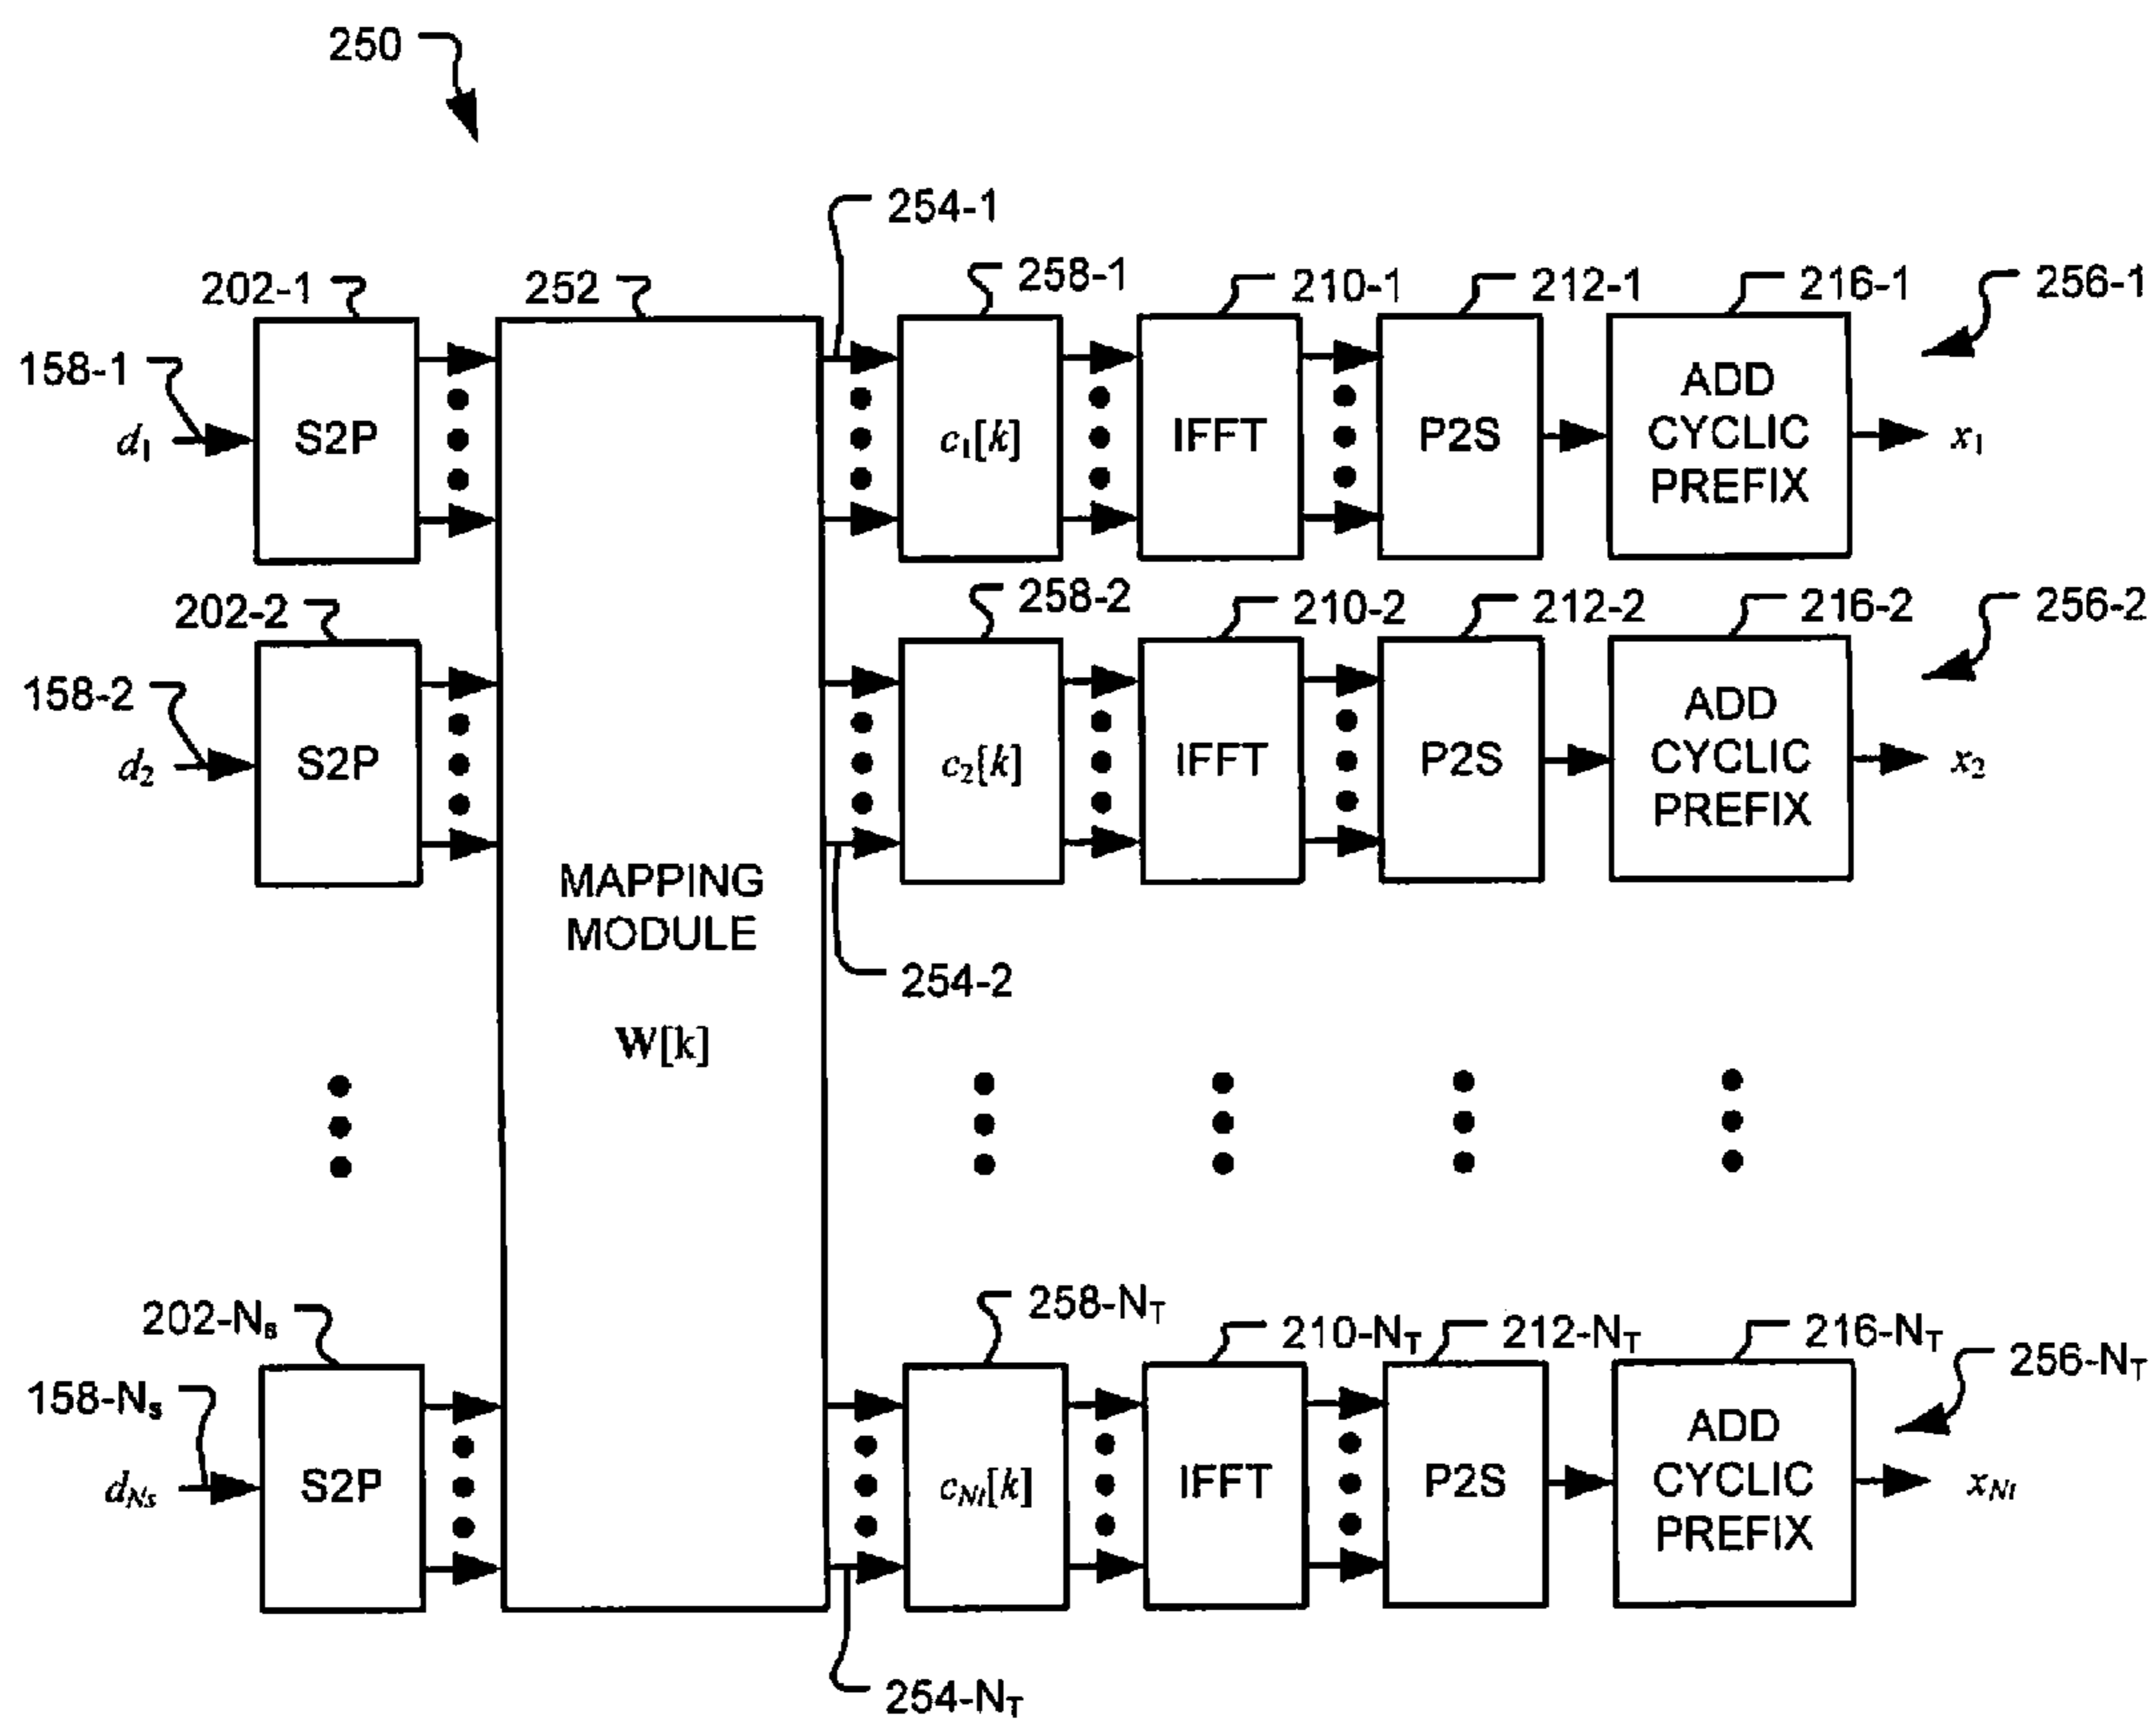 250
254-1
202-1
252
258-1
210-1
212-1
216-1
256-1
158-1
d1
S2P
c1[k]
IFFT
P2S
ADD
CYCLIC
PREFIX
x1
202-2
258-2
210-2
212-2
216-2
256-2
158-2
d2
S2P
c2[k]
IFFT
P2S
ADD
CYCLIC
PREFIX
x2
MAPPING
MODULE
W[k]
254-2
202-Ns
258-NT
210-NT
212-NT
216-NT
256-NT
158-Ns
dNs
S2P
cNt[k]
IFFT
P2S
ADD
CYCLIC
PREFIX
xNt
254-NT